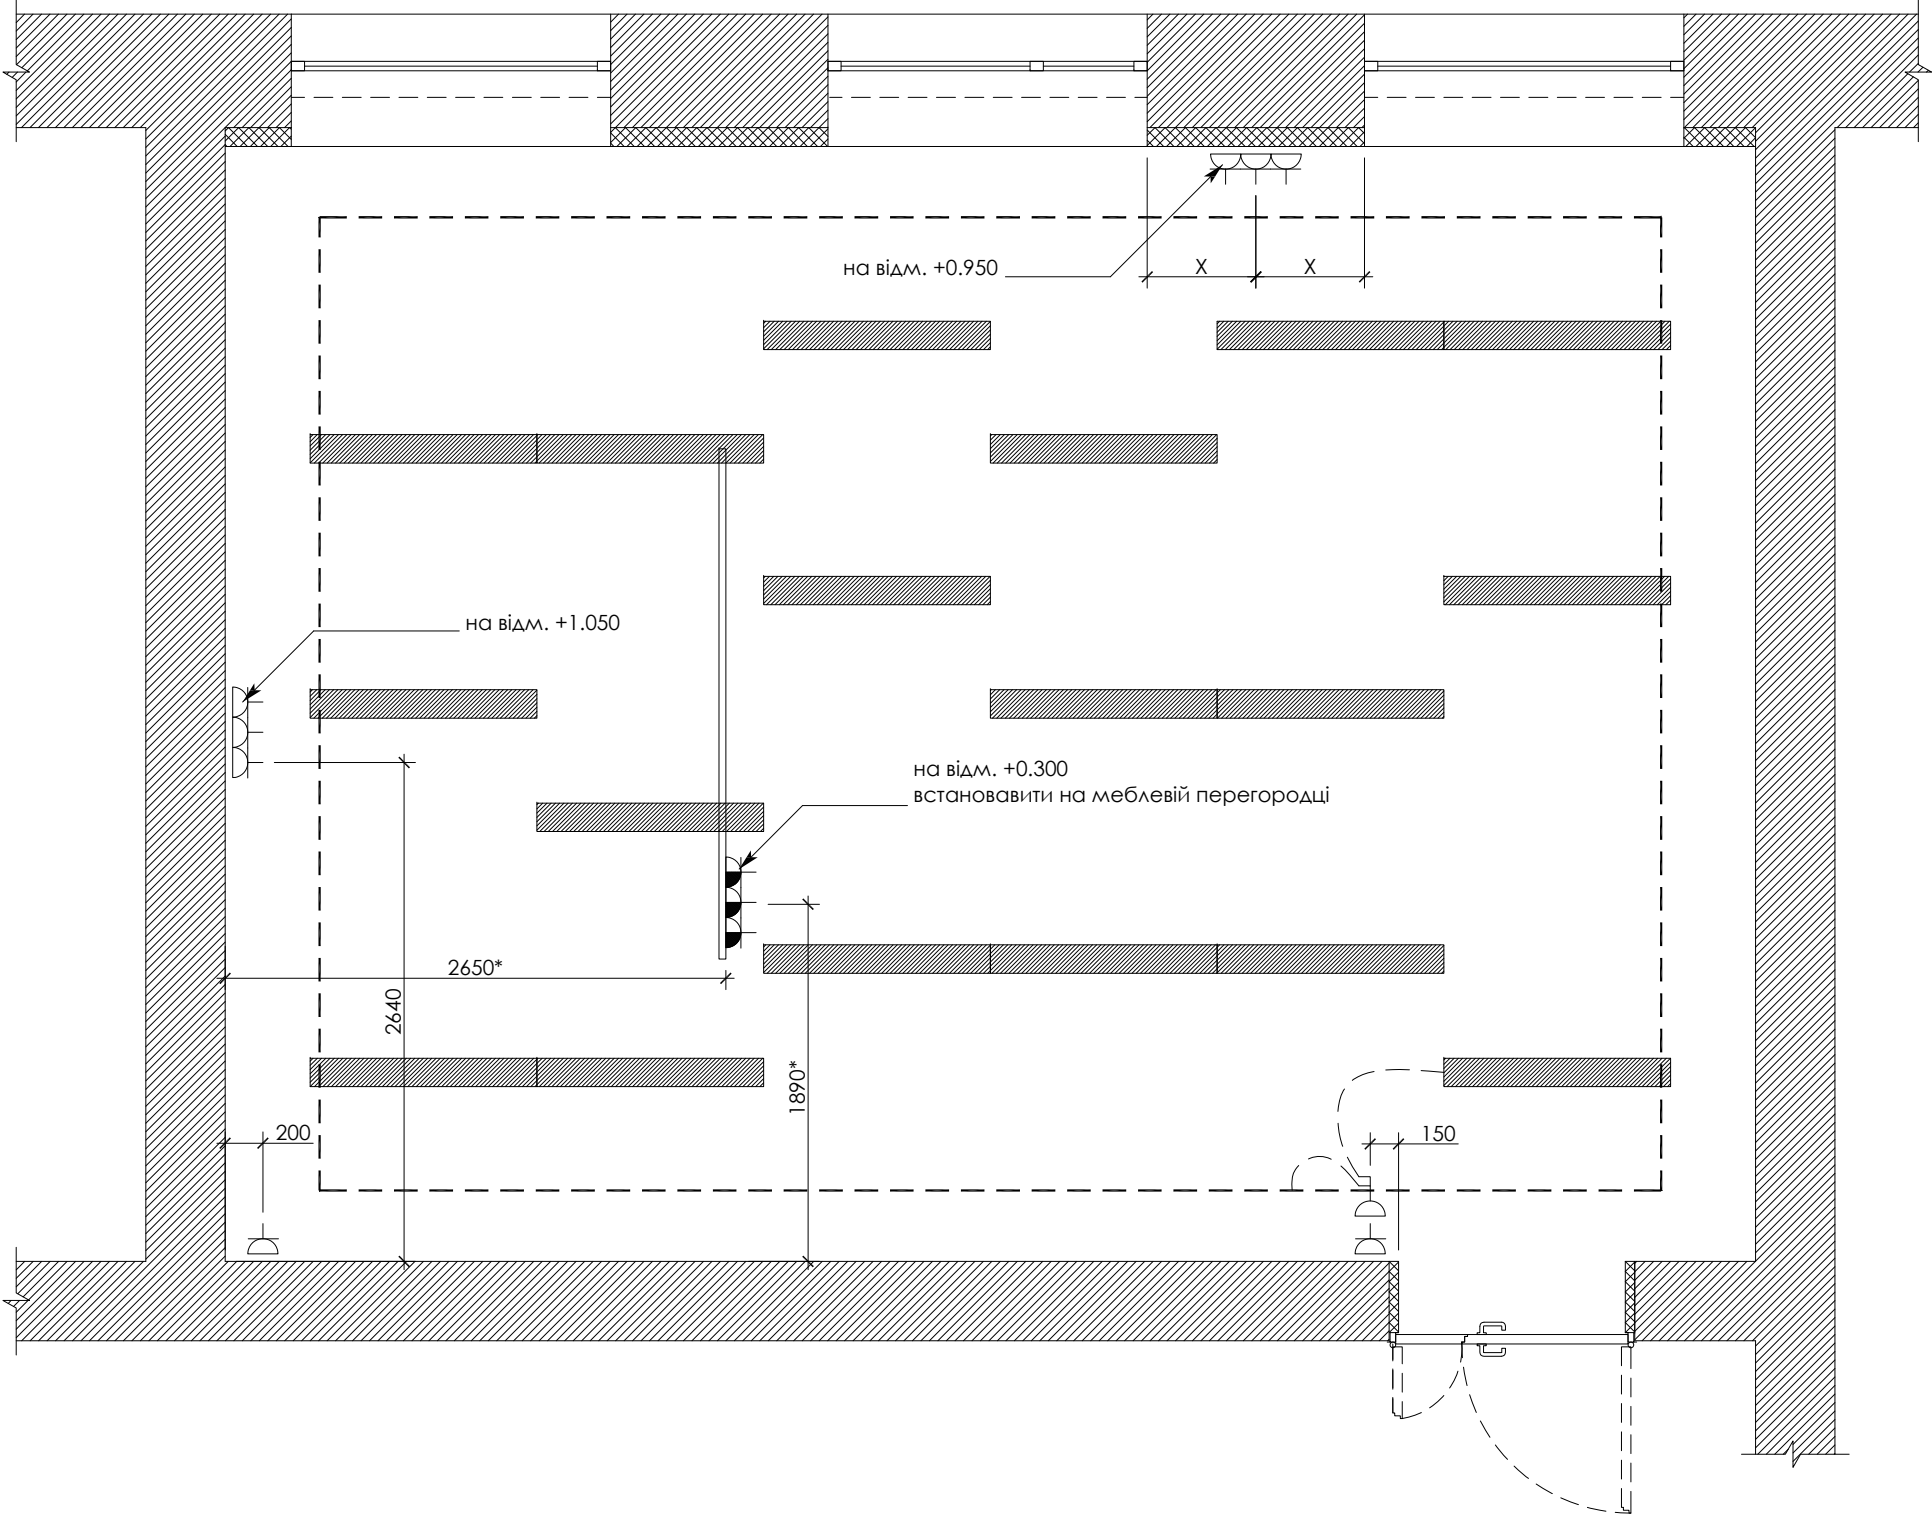 на відм. +0.950
X
X
на відм. +1.050
на відм. +0.300
встановавити на меблевій перегородці
2650*
2640
1890*
200
150